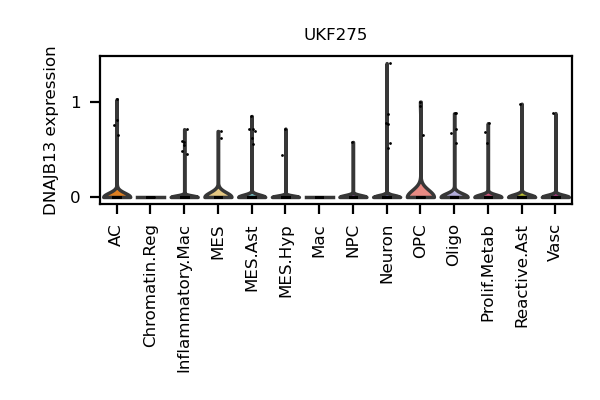 UKF275
DNAJB13 expression
1
0
AC
Chromatin.Reg
Inflammatory.Mac
MES
MES.Ast
MES.Hyp
Mac
NPC
Neuron
OPC
Oligo
Prolif.Metab
Reactive.Ast
Vasc